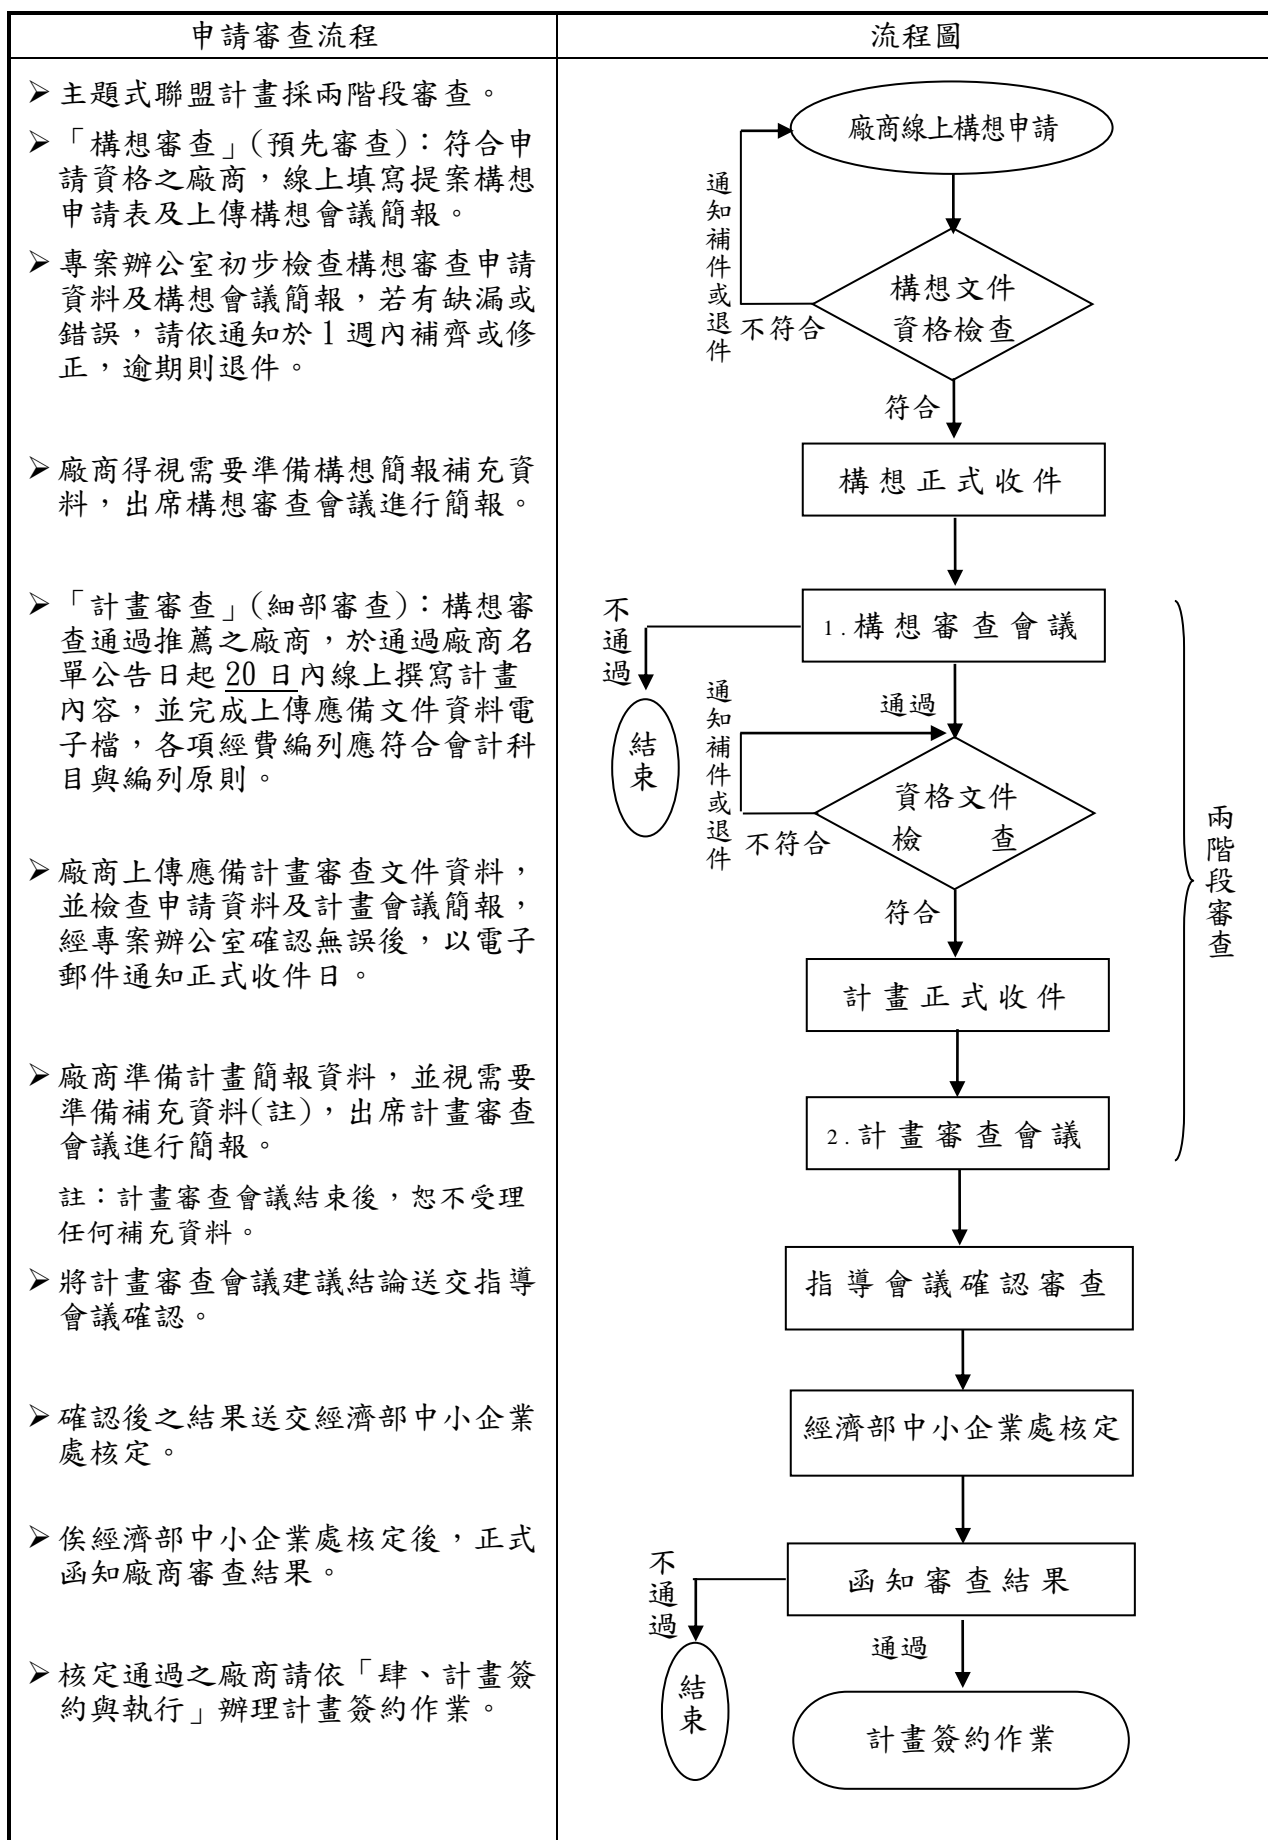 申請審查流程
流程圖
➢主題式聯盟計畫採兩階段審查。
➢「構想審查」(預先審查)：符合申
請資格之廠商，線上填寫提案構想
申請表及上傳構想會議簡報。
➢專案辦公室初步檢查構想審查申請
資料及構想會議簡報，若有缺漏或
錯誤，請依通知於1週內補齊或修
正，逾期則退件。
➢廠商得視需要準備構想簡報補充資
料，出席構想審查會議進行簡報。
➢「計畫審查」(細部審查)：構想審
查通過推薦之廠商，於通過廠商名
單公告日起 20 日內線上撰寫計畫
內容，並完成上傳應備文件資料電
子檔，各項經費編列應符合會計科
目與編列原則。
➢廠商上傳應備計畫審查文件資料，
並檢查申請資料及計畫會議簡報，
經專案辦公室確認無誤後，以電子
郵件通知正式收件日。
➢廠商準備計畫簡報資料，並視需要
準備補充資料(註)，出席計畫審查
會議進行簡報。
註：計畫審查會議結束後，恕不受理
任何補充資料。
➢將計畫審查會議建議結論送交指導
會議確認。
➢確認後之結果送交經濟部中小企業
處核定。
➢俟經濟部中小企業處核定後，正式
函知廠商審查結果。
➢核定通過之廠商請依「肆、計畫簽
約與執行」辦理計畫簽約作業。
廠商線上構想申請
通知補件或退件
構想文件
資格檢查
不符合
符合
構想正式收件
1.構想審查會議
不通過
結束
通過
通知補件或退件
資格文件
檢 查
不符合
符合
計畫正式收件
2.計畫審查會議
兩階段審查
指導會議確認審查
經濟部中小企業處核定
函知審查結果
不通過
結束
通過
計畫簽約作業